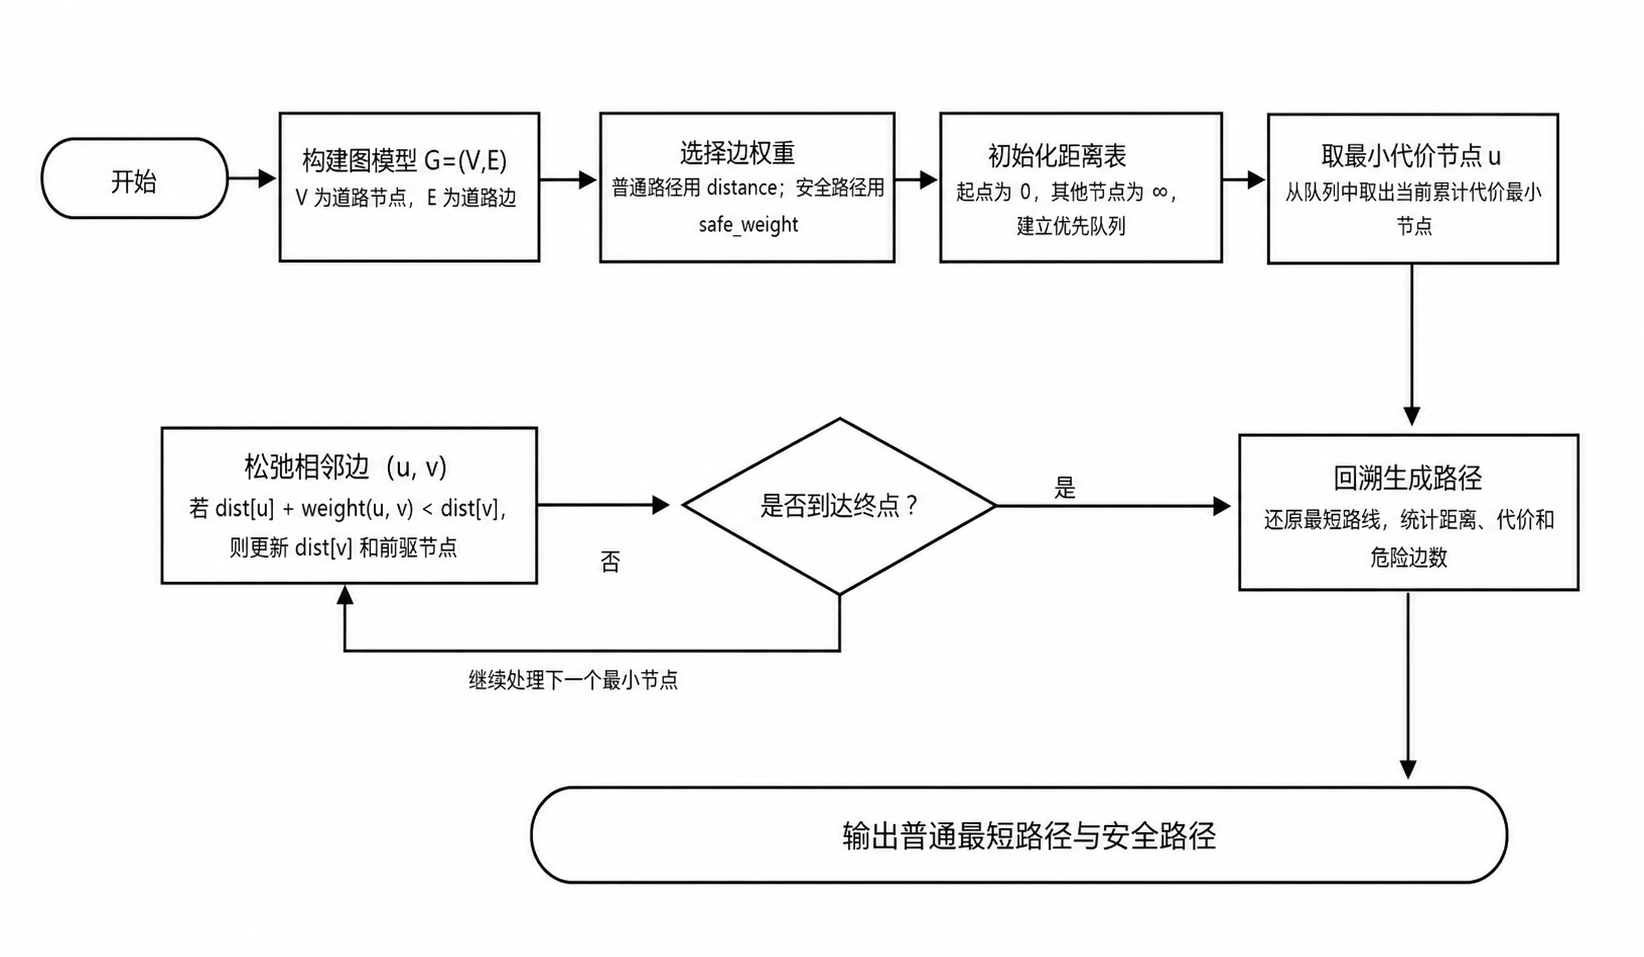 开始
构建图模型 G=(V,E)
V 为道路节点，E 为道路边
选择边权重
普通路径用 distance；安全路径用
safe_weight
初始化距离表
起点为 0，其他节点为 ∞，
建立优先队列
取最小代价节点 u
从队列中取出当前累计代价最小
节点
松弛相邻边（u, v）
若 dist[u] + weight(u, v) < dist[v]，
则更新 dist[v] 和前驱节点
否
是否到达终点？
是
回溯生成路径
还原最短路线，统计距离、代价和
危险边数
继续处理下一个最小节点
输出普通最短路径与安全路径